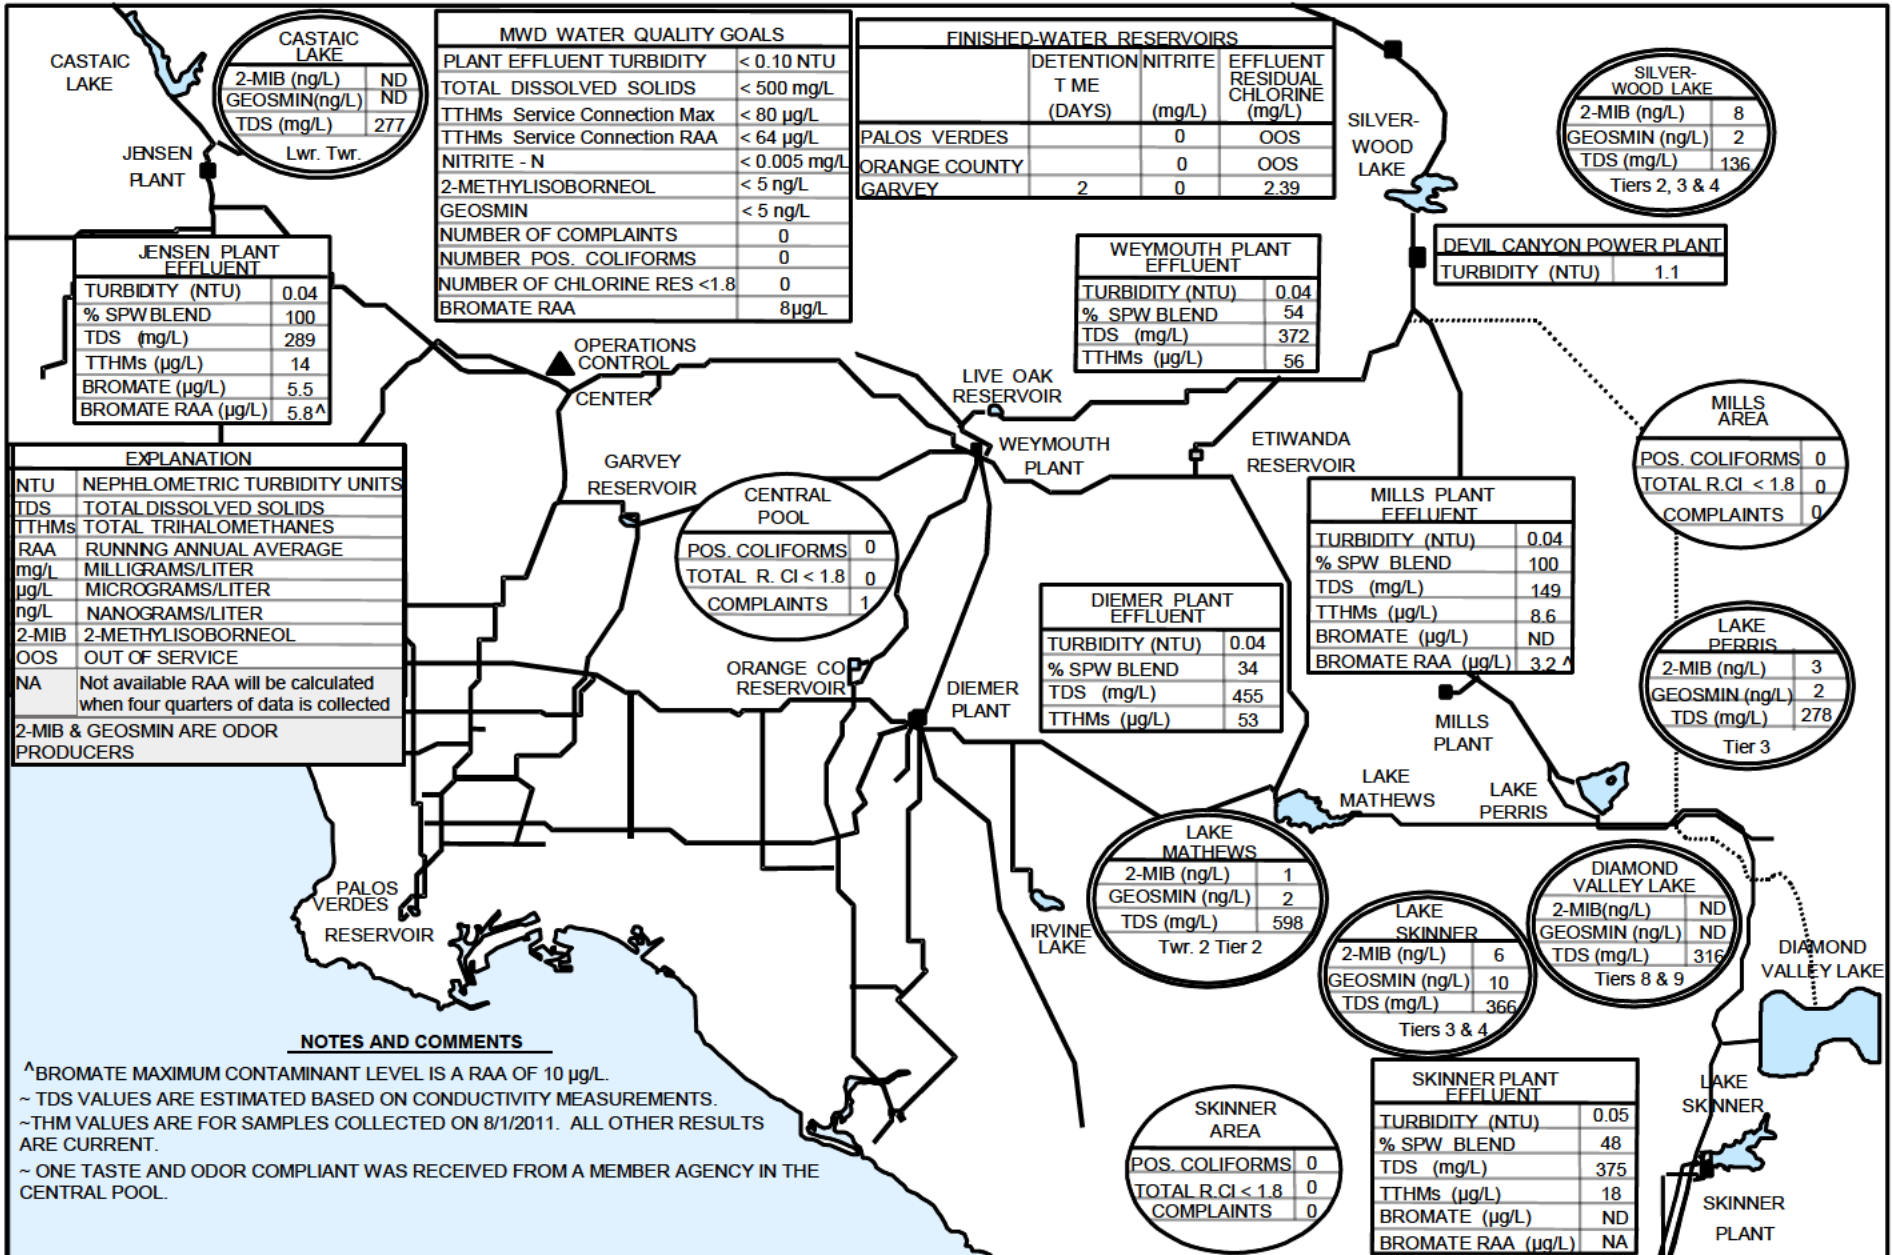 CASTAIC
LAKE
CASTAIC
LAKE
2-MIB (ng/L) ND
GEOSMIN(ng/L) ND
TDS (mg/L) 277
Lwr. Twr.
JENSEN
PLANT
MWD WATER QUALITY GOALS
PLANT EFFLUENT TURBIDITY < 0.10 NTU
TOTAL DISSOLVED SOLIDS < 500 mg/L
TTHMs Service Connection Max < 80 µg/L
TTHMs Service Connection RAA < 64 µg/L
NITRITE - N < 0.005 mg/L
2-METHYLISOBORNEOL < 5 ng/L
GEOSMIN < 5 ng/L
NUMBER OF COMPLAINTS 0
NUMBER POS. COLIFORMS 0
NUMBER OF CHLORINE RES <1.8 0
BROMATE RAA 8µg/L
FINISHED-WATER RESERVOIRS
DETENTION NITRITE EFFLUENT
T ME RESIDUAL
CHLORINE
(DAYS) (mg/L) (mg/L)
PALOS VERDES 0 OOS
ORANGE COUNTY 0 OOS
GARVEY 2 0 2.39
SILVER-
WOOD
LAKE
SILVER-
WOOD LAKE
2-MIB (ng/L) 8
GEOSMIN (ng/L) 2
TDS (mg/L) 136
Tiers 2, 3 & 4
DEVIL CANYON POWER PLANT
TURBIDITY (NTU) 1.1
JENSEN PLANT
EFFLUENT
TURBIDITY (NTU) 0.04
% SPW BLEND 100
TDS (mg/L) 289
TTHMs (µg/L) 14
BROMATE (µg/L) 5.5
BROMATE RAA (µg/L) 5.8^
WEYMOUTH PLANT
EFFLUENT
TURBIDITY (NTU) 0.04
% SPW BLEND 54
TDS (mg/L) 372
TTHMs (µg/L) 56
OPERATIONS
CONTROL
CENTER
LIVE OAK
RESERVOIR
WEYMOUTH
PLANT
ETIWANDA
RESERVOIR
MILLS
AREA
POS. COLIFORMS 0
TOTAL R.Cl < 1.8 0
COMPLAINTS 0
EXPLANATION
NTU NEPHELOMETRIC TURBIDITY UNITS
TDS TOTAL DISSOLVED SOLIDS
TTHMs TOTAL TRIHALOMETHANES
RAA RUNNING ANNUAL AVERAGE
mg/L MILLIGRAMS/LITER
µg/L MICROGRAMS/LITER
ng/L NANOGRAMS/LITER
2-MIB 2-METHYLISOBORNEOL
OOS OUT OF SERVICE
NA Not available RAA will be calculated
when four quarters of data is collected
2-MIB & GEOSMIN ARE ODOR
PRODUCERS
GARVEY
RESERVOIR
CENTRAL
POOL
POS. COLIFORMS 0
TOTAL R. Cl < 1.8 0
COMPLAINTS 1
MILLS PLANT
EFFLUENT
TURBIDITY (NTU) 0.04
% SPW BLEND 100
TDS (mg/L) 149
TTHMs (µg/L) 8.6
BROMATE (µg/L) ND
BROMATE RAA (µg/L) 3.2 ^
DIEMER PLANT
EFFLUENT
TURBIDITY (NTU) 0.04
% SPW BLEND 34
TDS (mg/L) 455
TTHMs (µg/L) 53
LAKE
PERRIS
2-MIB (ng/L) 3
GEOSMIN (ng/L) 2
TDS (mg/L) 278
Tier 3
ORANGE CO
RESERVOIR
DIEMER
PLANT
MILLS
PLANT
LAKE
MATHEWS
LAKE
PERRIS
LAKE
MATHEWS
2-MIB (ng/L) 1
GEOSMIN (ng/L) 2
TDS (mg/L) 598
Twr. 2 Tier 2
DIAMOND
VALLEY LAKE
2-MIB(ng/L) ND
GEOSMIN (ng/L) ND
TDS (mg/L) 316
Tiers 8 & 9
PALOS
VERDES
RESERVOIR
IRVINE
LAKE
LAKE
SKINNER
2-MIB (ng/L) 6
GEOSMIN (ng/L) 10
TDS (mg/L) 366
Tiers 3 & 4
DIAMOND
VALLEY LAKE
NOTES AND COMMENTS
^BROMATE MAXIMUM CONTAMINANT LEVEL IS A RAA OF 10 µg/L.
~ TDS VALUES ARE ESTIMATED BASED ON CONDUCTIVITY MEASUREMENTS.
~THM VALUES ARE FOR SAMPLES COLLECTED ON 8/1/2011. ALL OTHER RESULTS
ARE CURRENT.
~ ONE TASTE AND ODOR COMPLIANT WAS RECEIVED FROM A MEMBER AGENCY IN THE
CENTRAL POOL.
SKINNER
AREA
POS. COLIFORMS 0
TOTAL R.Cl < 1.8 0
COMPLAINTS 0
SKINNER PLANT
EFFLUENT
TURBIDITY (NTU) 0.05
% SPW BLEND 48
TDS (mg/L) 375
TTHMs (µg/L) 18
BROMATE (µg/L) ND
BROMATE RAA (µg/L) NA
LAKE
SKINNER
SKINNER
PLANT